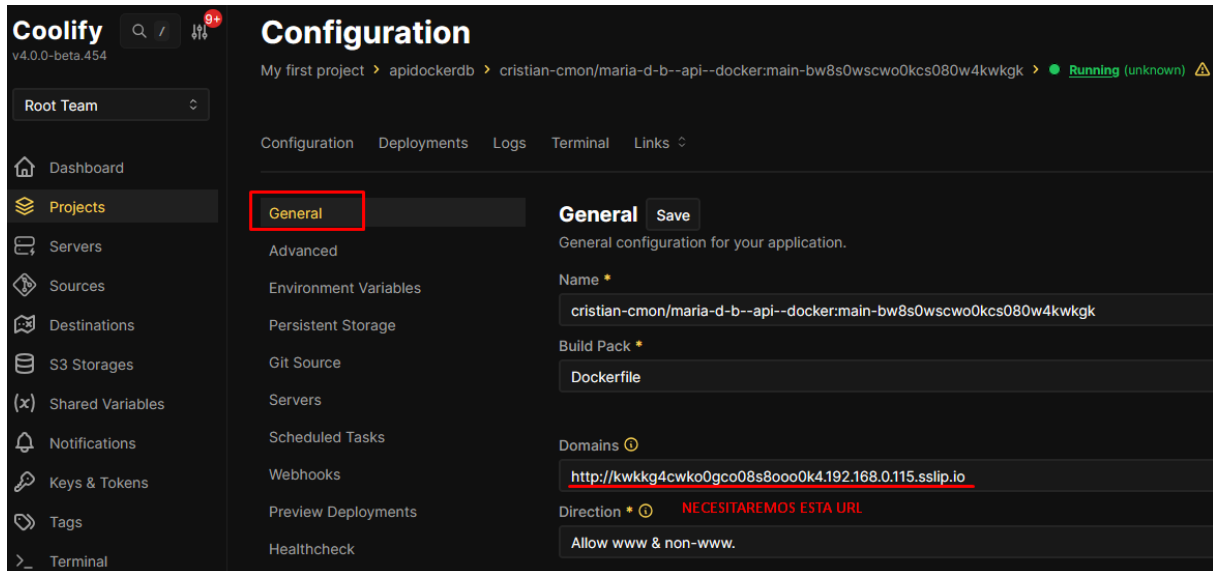 Coolify
/
9+
v4.0.0-beta.454
Root Team
Dashboard
Projects
Servers
Sources
Destinations
S3 Storages
(x) Shared Variables
Notifications
Keys & Tokens
Tags
>_ Terminal
Configuration
My first project > apidockerdb > cristian-cmon/maria-d-b--api--docker:main-bw8s0wscwo0kcs080w4kwkgk > Running (unknown)
Configuration Deployments Logs Terminal Links
General
Advanced
Environment Variables
Persistent Storage
Git Source
Servers
Scheduled Tasks
Webhooks
Preview Deployments
Healthcheck
General Save
General configuration for your application.
Name *
cristian-cmon/maria-d-b--api--docker:main-bw8s0wscwo0kcs080w4kwkgk
Build Pack *
Dockerfile
Domains
http://kwkkg4cwko0gco08s8ooo0k4.192.168.0.115.sslip.io
Direction * NECESITAREMOS ESTA URL
Allow www & non-www.